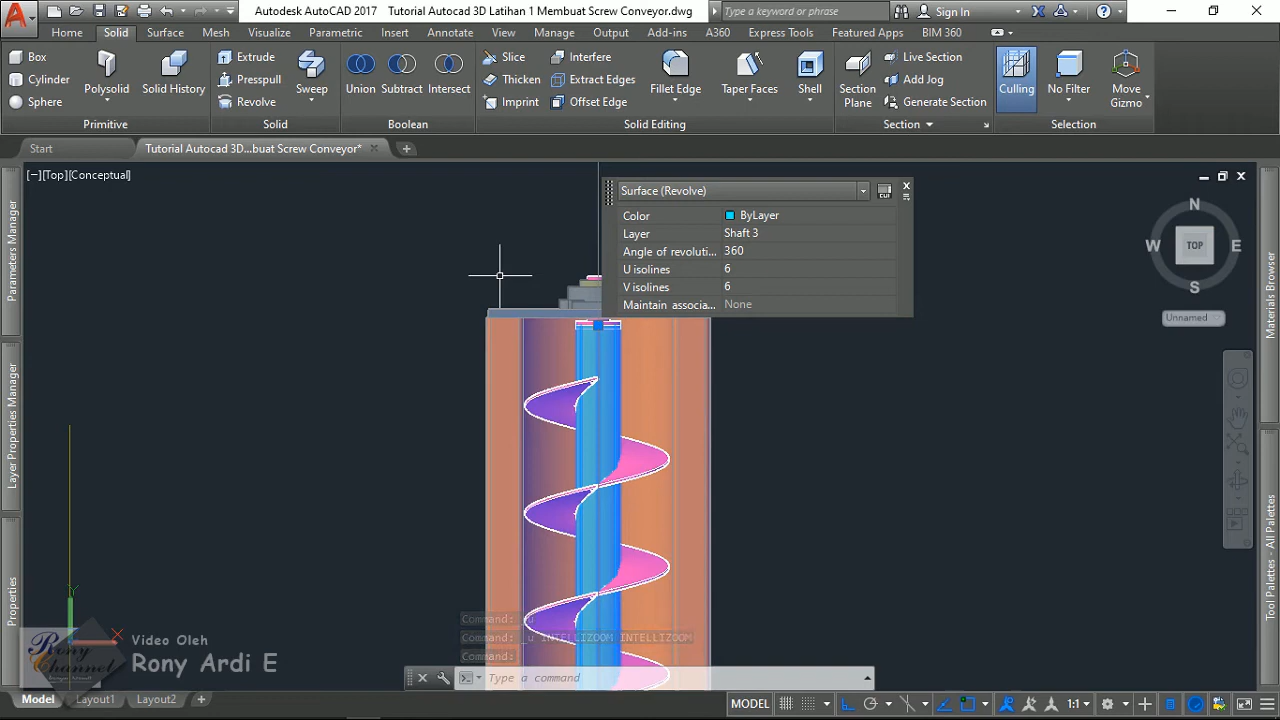 Autodesk AutoCAD 2017 Tutorial Autocad 3D Latihan 1 Membuat Screw Conveyor.dwg Type a keyword or phrase Sign In
Home Solid Surface Mesh Visualize Parametric Insert Annotate View Manage Output Add-ins A360 Express Tools Featured Apps BIM 360
Box Extrude Slice Interfere Live Section
Cylinder Presspull Thicken Extract Edges Add Jog
Sphere Revolve Imprint Offset Edge Generate Section
Polysolid Solid History Sweep Union Subtract Intersect Fillet Edge Taper Faces Shell Section Plane Culling No Filter Move Gizmo
Primitive Solid Boolean Solid Editing Section Selection
Start Tutorial Autocad 3D...buat Screw Conveyor*
[−][Top][Conceptual]
Surface (Revolve)
CUI
Color ByLayer
Layer Shaft 3
Angle of revoluti... 360
U isolines 6
V isolines 6
Maintain associa... None
N
W TOP E
S
Unnamed
Parameters Manager
Layer Properties Manager
Properties
Materials Browser
Tool Palettes - All Palettes
Y
X
Command: _u
Command: _u INTELLIZOOM INTELLIZOOM
Command:
Type a command
Rony Channel
Video Oleh
Rony Ardi E
Model Layout1 Layout2 + MODEL 1:1